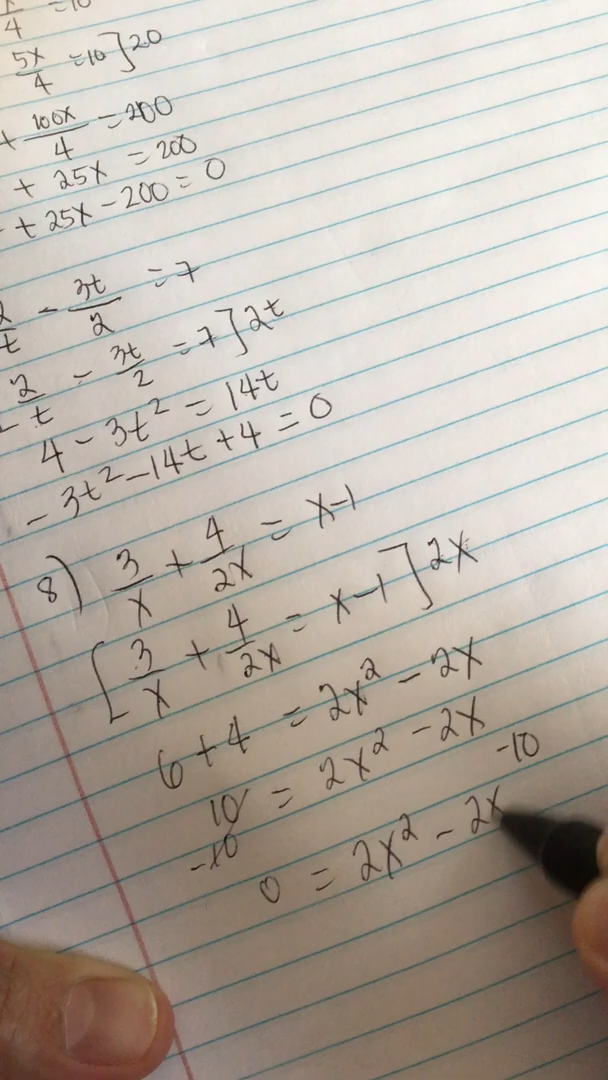 4 = 10
5x/4 = 10 ] 20
+ 100x/4 = 200
+ 25x = 200
+ 25x - 200 = 0
2/t - 3t/2 = 7
2/t - 3t/2 = 7 ] 2t
4 - 3t² = 14t
- 3t² - 14t + 4 = 0
8) 3/x + 4/2x = x - 1
[ 3/x + 4/2x = x - 1 ] 2x
6 + 4 = 2x² - 2x
10 = 2x² - 2x
-10 -10
0 = 2x² - 2x